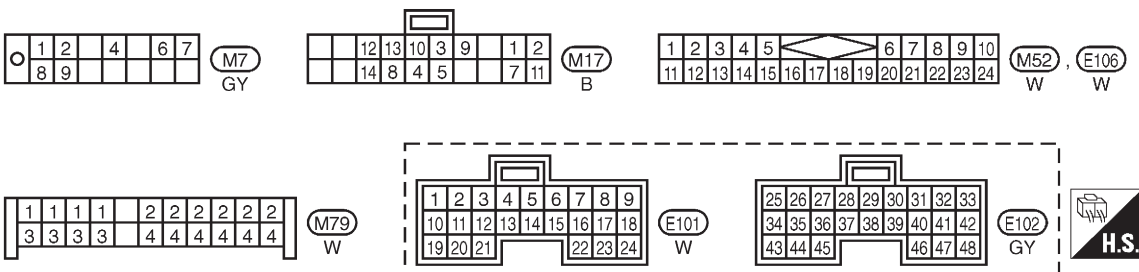 1 2 4 6 7
8 9
M7
GY
12 13 10 3 9 1 2
14 8 4 5 7 11
M17
B
1 2 3 4 5 6 7 8 9 10
11 12 13 14 15 16 17 18 19 20 21 22 23 24
M52 , E106
W W
1 1 1 1 2 2 2 2 2 2
3 3 3 3 4 4 4 4 4 4
M79
W
1 2 3 4 5 6 7 8 9
10 11 12 13 14 15 16 17 18
19 20 21 22 23 24
E101
W
25 26 27 28 29 30 31 32 33
34 35 36 37 38 39 40 41 42
43 44 45 46 47 48
E102
GY
H.S.